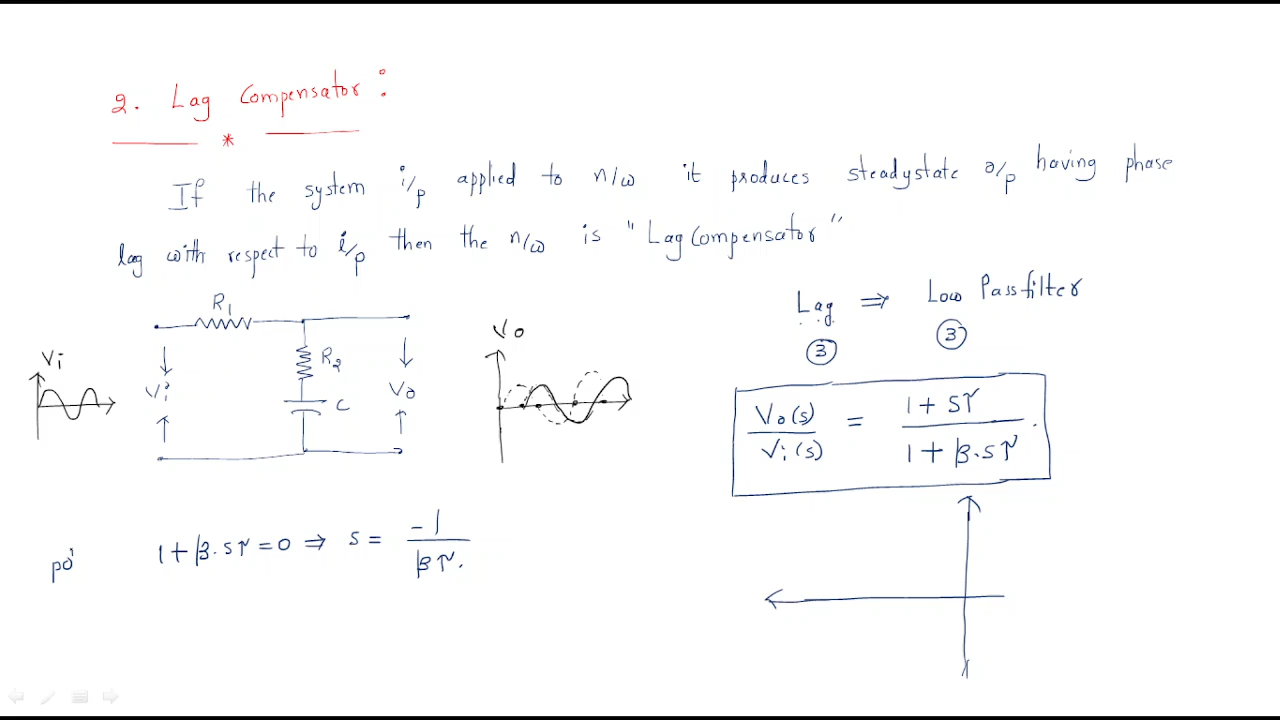 2. Lag Compensator :
*
If the system i/p applied to n/w it produces steadystate o/p having phase
lag with respect to i/p then the n/w is "Lag Compensator"
Lag ⇒ Low Passfilter
③ ③
R1
R2
C
Vi
Vi
Vo
Vo
Vo(s)/Vi(s) = (1 + sτ)/(1 + β.sτ)
po 1 + β.sτ = 0 ⇒ s = -1/βτ.